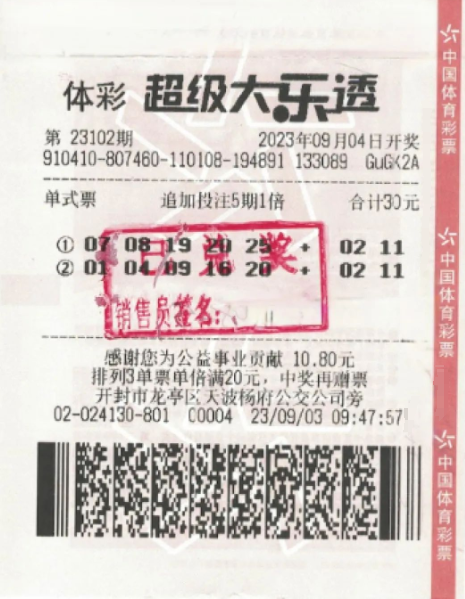 体彩 超级大乐透
第 23102期 2023年09月04日开奖
910410-807460-110108-194891 133089 GuGK2A
单式票 追加投注5期1倍 合计30元
① 07 08 19 20 25 + 02 11
② 01 04 09 16 20 + 02 11
已兑奖
销售员签名:
感谢您为公益事业贡献 10.80元
排列3单票单倍满20元，中奖再赠票
开封市龙亭区天波杨府公交公司旁
02-024130-801 00004 23/09/03 09:47:57
中国体育彩票
中国体育彩票
中国体育彩票